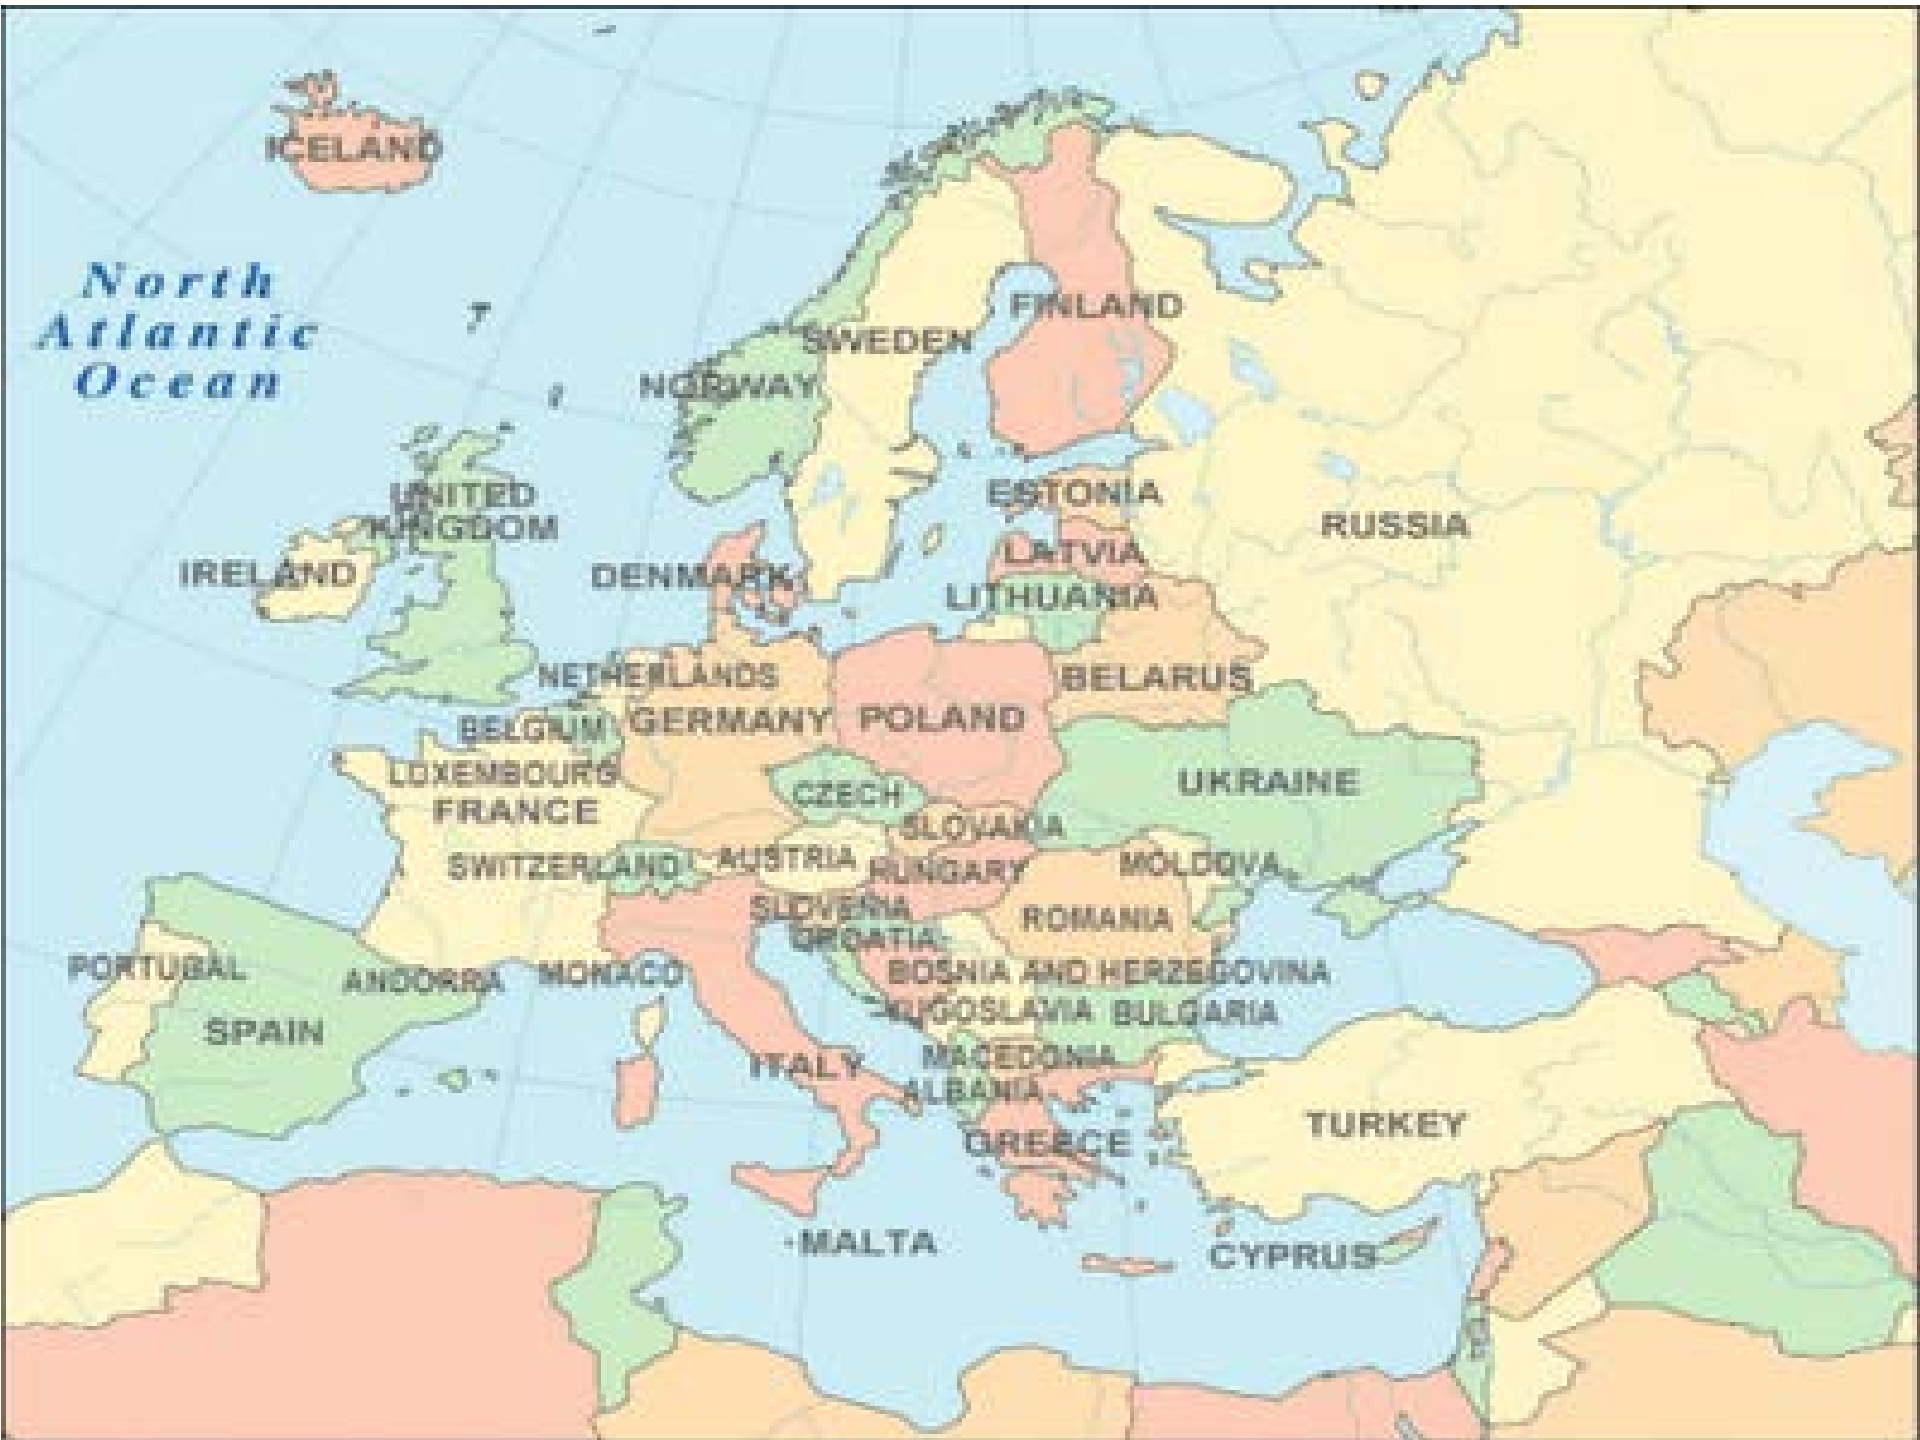 ICELAND
North
Atlantic
Ocean
FINLAND
SWEDEN
NORWAY
UNITED
KINGDOM
ESTONIA
RUSSIA
LATVIA
IRELAND
DENMARK
LITHUANIA
NETHERLANDS
BELARUS
BELGIUM
GERMANY
POLAND
LUXEMBOURG
CZECH
UKRAINE
FRANCE
SLOVAKIA
SWITZERLAND
AUSTRIA
HUNGARY
MOLDOVA
SLOVENIA
ROMANIA
CROATIA
PORTUGAL
ANDORRA
MONACO
BOSNIA AND HERZEGOVINA
SPAIN
YUGOSLAVIA
BULGARIA
ITALY
MACEDONIA
ALBANIA
GREECE
TURKEY
MALTA
CYPRUS